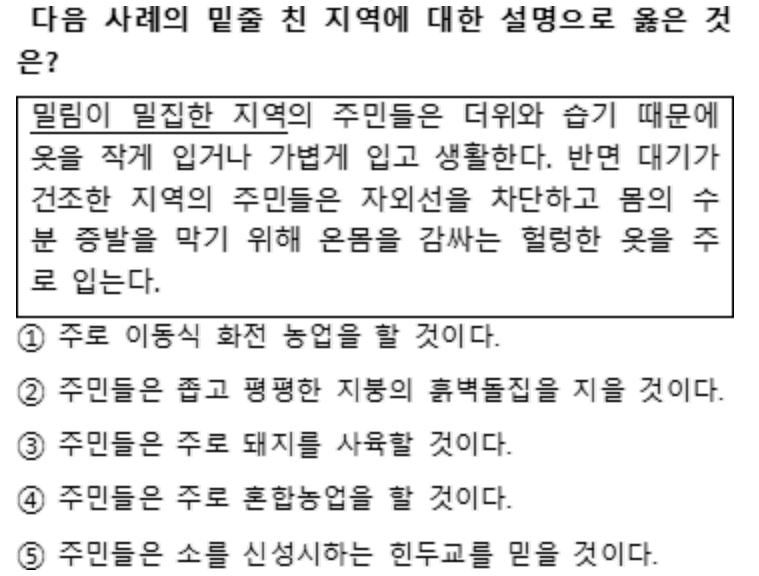 다음 사례의 밑줄 친 지역에 대한 설명으로 옳은 것
은?
밀림이 밀집한 지역의 주민들은 더위와 습기 때문에
옷을 작게 입거나 가볍게 입고 생활한다. 반면 대기가
건조한 지역의 주민들은 자외선을 차단하고 몸의 수
분 증발을 막기 위해 온몸을 감싸는 헐렁한 옷을 주
로 입는다.
① 주로 이동식 화전 농업을 할 것이다.
② 주민들은 좁고 평평한 지붕의 흙벽돌집을 지을 것이다.
③ 주민들은 주로 돼지를 사육할 것이다.
④ 주민들은 주로 혼합농업을 할 것이다.
⑤ 주민들은 소를 신성시하는 힌두교를 믿을 것이다.